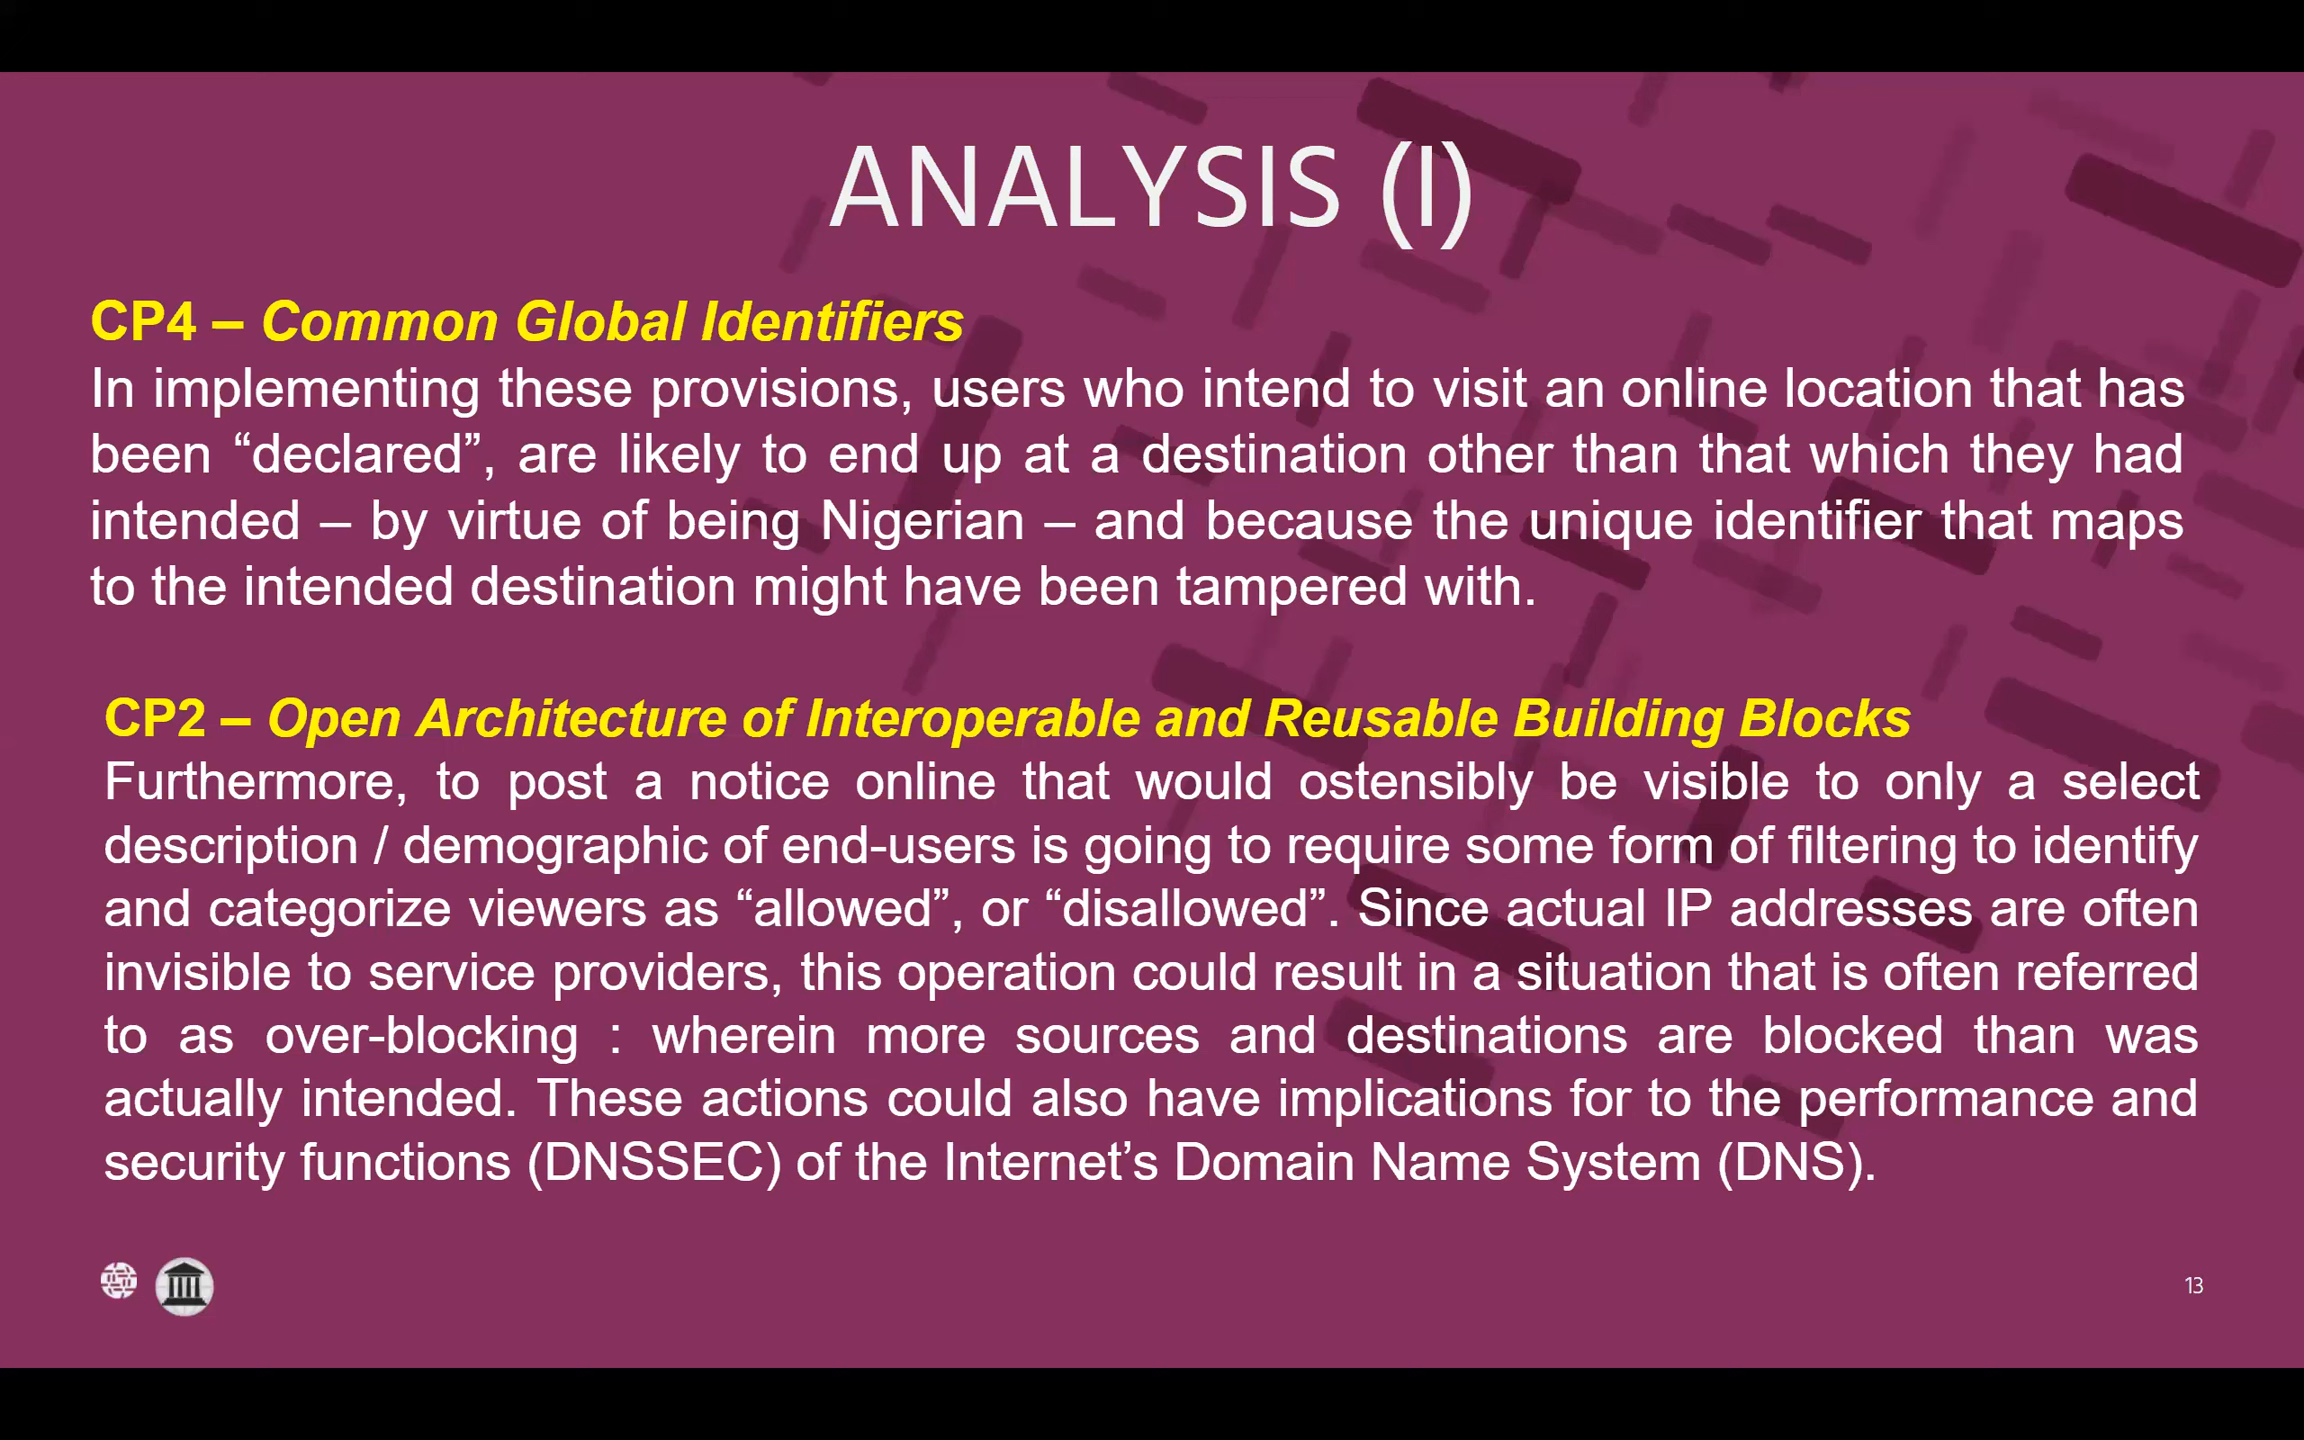 ANALYSIS (I)
CP4 – Common Global Identifiers
In implementing these provisions, users who intend to visit an online location that has
been “declared”, are likely to end up at a destination other than that which they had
intended – by virtue of being Nigerian – and because the unique identifier that maps
to the intended destination might have been tampered with.
CP2 – Open Architecture of Interoperable and Reusable Building Blocks
Furthermore, to post a notice online that would ostensibly be visible to only a select
description / demographic of end-users is going to require some form of filtering to identify
and categorize viewers as “allowed”, or “disallowed”. Since actual IP addresses are often
invisible to service providers, this operation could result in a situation that is often referred
to as over-blocking : wherein more sources and destinations are blocked than was
actually intended. These actions could also have implications for to the performance and
security functions (DNSSEC) of the Internet’s Domain Name System (DNS).
13